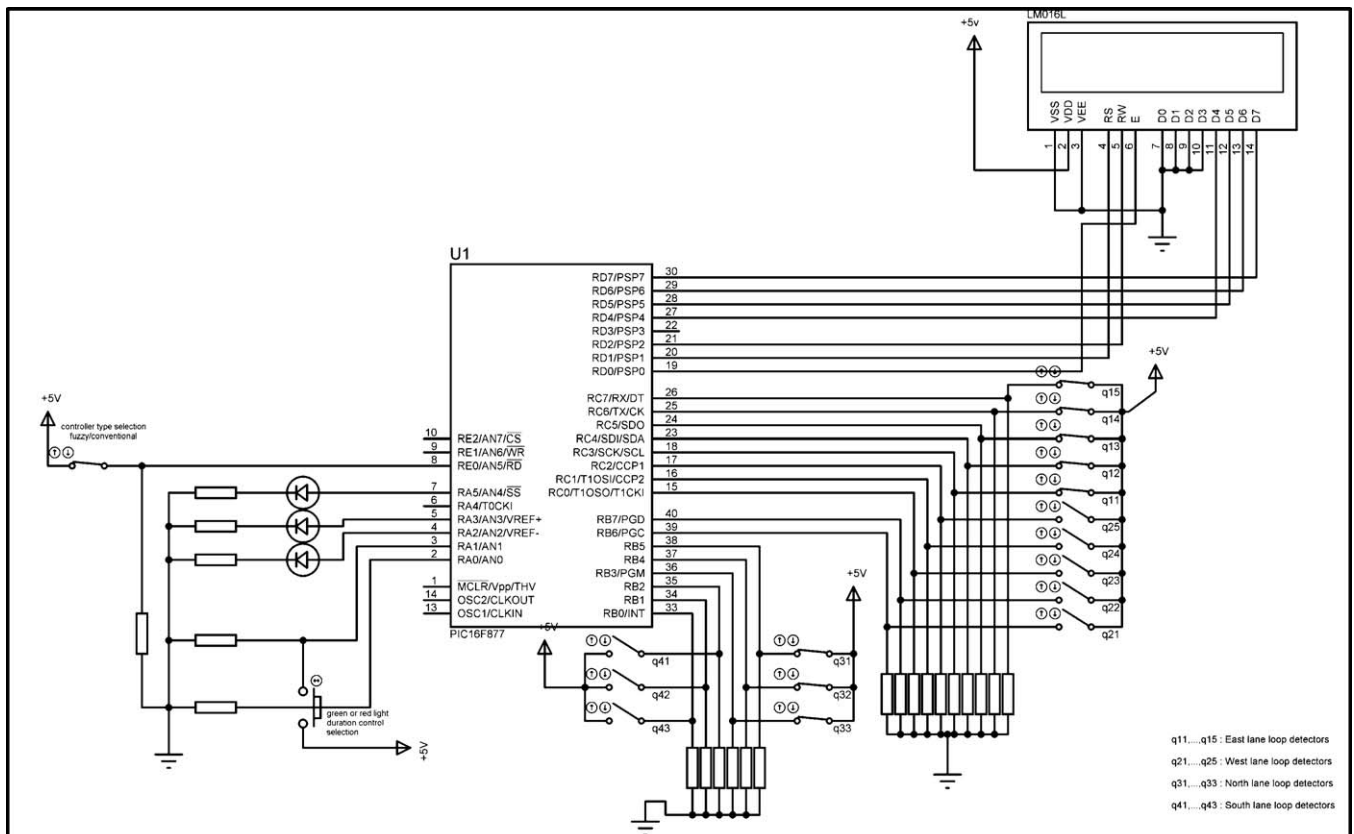 LM016L
+5v
VSS
VDD
VEE
RS
RW
E
D0
D1
D2
D3
D4
D5
D6
D7
1
2
3
4
5
6
7
8
9
10
11
12
13
14
U1
RD7/PSP7 30
RD6/PSP6 29
RD5/PSP5 28
RD4/PSP4 27
RD3/PSP3 22
RD2/PSP2 21
RD1/PSP1 20
RD0/PSP0 19
RC7/RX/DT 26
RC6/TX/CK 25
RC5/SDO 24
RC4/SDI/SDA 23
RC3/SCK/SCL 18
RC2/CCP1 17
RC1/T1OSI/CCP2 16
RC0/T1OSO/T1CKI 15
RB7/PGD 40
RB6/PGC 39
RB5 38
RB4 37
RB3/PGM 36
RB2 35
RB1 34
RB0/INT 33
10 RE2/AN7/CS
9 RE1/AN6/WR
8 RE0/AN5/RD
7 RA5/AN4/SS
6 RA4/T0CKI
5 RA3/AN3/VREF+
4 RA2/AN2/VREF-
3 RA1/AN1
2 RA0/AN0
1 MCLR/Vpp/THV
14 OSC2/CLKOUT
13 OSC1/CLKIN
PIC16F877
+5V
controller type selection
fuzzy/conventional
green or red light
duration control
selection
+5V
+5V
q41
q42
q43
+5V
q31
q32
q33
+5V
q15
q14
q13
q12
q11
q25
q24
q23
q22
q21
q11,...,q15 : East lane loop detectors
q21,...,q25 : West lane loop detectors
q31,...,q33 : North lane loop detectors
q41,...,q43 : South lane loop detectors